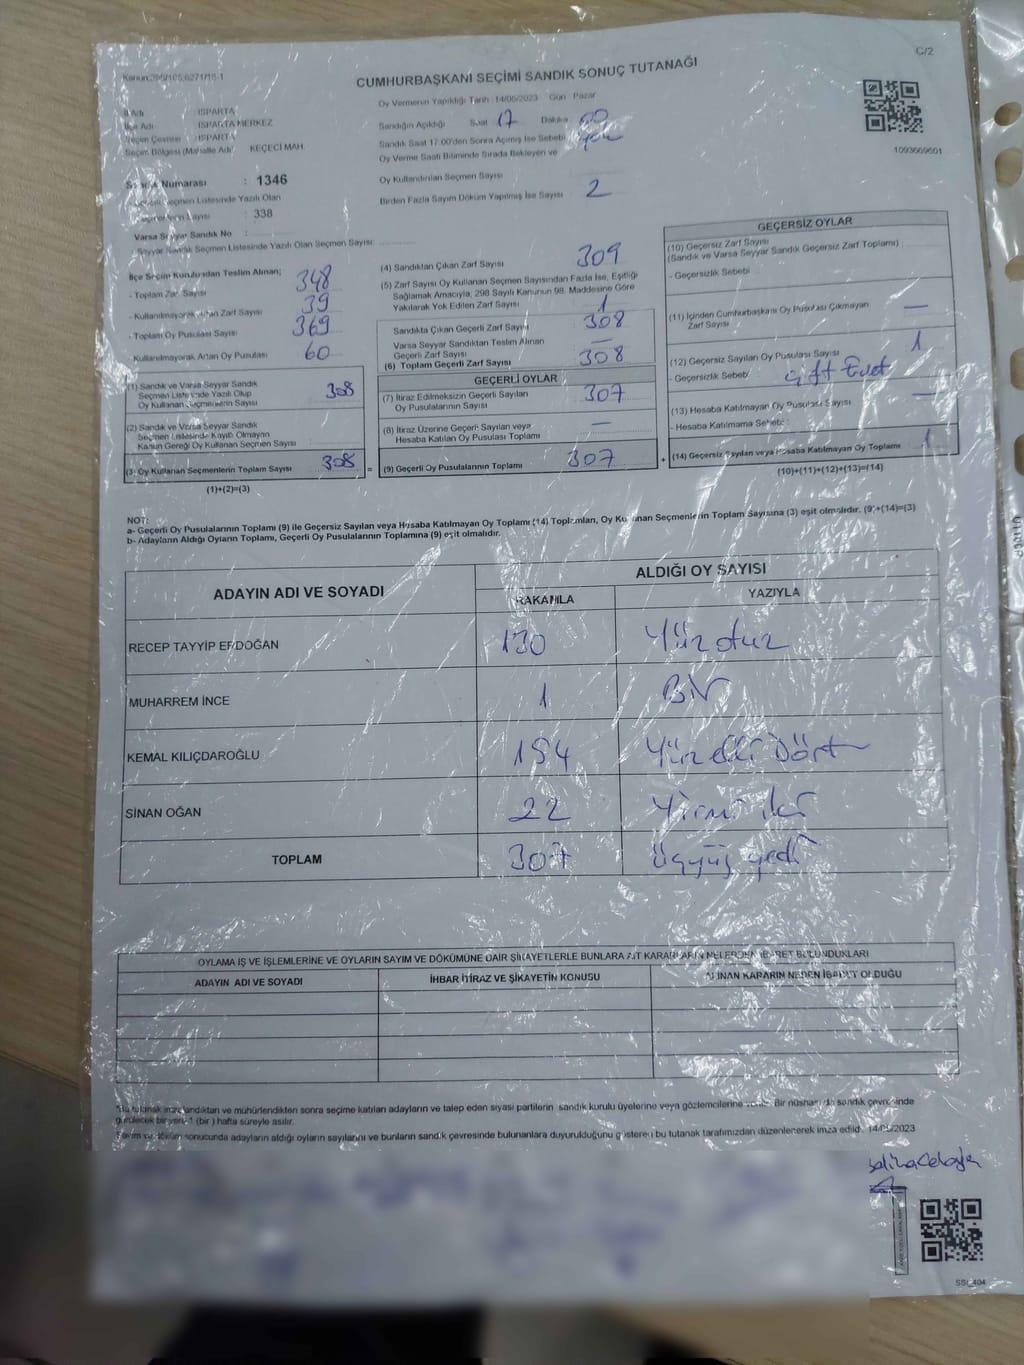 C/2
CUMHURBAŞKANI SEÇİMİ SANDIK SONUÇ TUTANAĞI
Oy Vermenin Yapıldığı Tarih :14/05/2023 Gün : Pazar
İl Adı : ISPARTA
İlçe Adı : ISPARTA MERKEZ
Seçim Çevresi : ISPARTA
Seçim Bölgesi (Mahalle Adı) KEÇECİ MAH.
Sandık Numarası : 1346
Seçmen Listesinde Yazılı Olan
Seçmenlerin Sayısı : 338
Varsa Seyyar Sandık No :
Seyyar Sandık Seçmen Listesinde Yazılı Olan Seçmen Sayısı:
Sandığın Açıldığı Saat 17 Dakika 00
Sandık Saat 17:00'den Sonra Açılmış İse Sebebi
Oy Verme Saati Bitiminde Sırada Bekleyen ve
Oy Kullandırılan Seçmen Sayısı
Birden Fazla Sayım Döküm Yapılmış İse Sayısı 2
1093669601
İlçe Seçim Kurulundan Teslim Alınan;
- Toplam Zarf Sayısı 348
- Kullanılmayarak Artan Zarf Sayısı 39
- Toplam Oy Pusulası Sayısı 369
- Kullanılmayarak Artan Oy Pusulası 60
(1) Sandık ve Varsa Seyyar Sandık
Seçmen Listesinde Yazılı Olup
Oy Kullanan Seçmenlerin Sayısı 308
(2) Sandık ve Varsa Seyyar Sandık
Seçmen Listesinde Kayıtlı Olmayan
Kanun Gereği Oy Kullanan Seçmen Sayısı
(3) Oy Kullanan Seçmenlerin Toplam Sayısı 308 =
(1)+(2)=(3)
(4) Sandıktan Çıkan Zarf Sayısı 309
(5) Zarf Sayısı Oy Kullanan Seçmen Sayısından Fazla İse, Eşitliği
Sağlamak Amacıyla, 298 Sayılı Kanunun 98. Maddesine Göre
Yakılarak Yok Edilen Zarf Sayısı 1
Sandıkta Çıkan Geçerli Zarf Sayısı 308
Varsa Seyyar Sandıktan Teslim Alınan
Geçerli Zarf Sayısı —
(6) Toplam Geçerli Zarf Sayısı 308
GEÇERLİ OYLAR
(7) İtiraz Edilmeksizin Geçerli Sayılan
Oy Pusulalarının Sayısı 307
(8) İtiraz Üzerine Geçerli Sayılan veya
Hesaba Katılan Oy Pusulası Toplamı —
(9) Geçerli Oy Pusulalarının Toplamı 307 +
GEÇERSİZ OYLAR
(10) Geçersiz Zarf Sayısı
(Sandık ve Varsa Seyyar Sandık Geçersiz Zarf Toplamı)
- Geçersizlik Sebebi
(11) İçinden Cumhurbaşkanı Oy Pusulası Çıkmayan
Zarf Sayısı —
(12) Geçersiz Sayılan Oy Pusulası Sayısı 1
- Geçersizlik Sebebi: çift Evet
(13) Hesaba Katılmayan Oy Pusulası Sayısı —
- Hesaba Katılmama Sebebi :
(14) Geçersiz Sayılan veya Hesaba Katılmayan Oy Toplamı 1
(10)+(11)+(12)+(13)=(14)
NOT:
a- Geçerli Oy Pusulalarının Toplamı (9) ile Geçersiz Sayılan veya Hesaba Katılmayan Oy Toplamı (14) Toplamları, Oy Kullanan Seçmenlerin Toplam Sayısına (3) eşit olmalıdır. (9)+(14)=(3)
b- Adayların Aldığı Oyların Toplamı, Geçerli Oy Pusulalarının Toplamına (9) eşit olmalıdır.
ADAYIN ADI VE SOYADI
ALDIĞI OY SAYISI
RAKAMLA YAZIYLA
RECEP TAYYİP ERDOĞAN 130 Yüz otuz
MUHARREM İNCE 1 Bir
KEMAL KILIÇDAROĞLU 154 Yüzelli Dört
SİNAN OĞAN 22 Yirmi iki
TOPLAM 307 Üçyüz yedi
OYLAMA İŞ VE İŞLEMLERİNE VE OYLARIN SAYIM VE DÖKÜMÜNE DAİR ŞİKAYETLERLE BUNLARA AİT KARARLARIN NELERDEN İBARET BULUNDUKLARI
ADAYIN ADI VE SOYADI
İHBAR İTİRAZ VE ŞİKAYETİN KONUSU
ALINAN KARARIN NEDEN İBARET OLDUĞU
*Bu tutanak imzalandıktan ve mühürlendikten sonra seçime katılan adayların ve talep eden siyasi partilerin sandık kurulu üyelerine veya gözlemcilerine verilir. Bir nüshası da sandık çevresinde
görülecek bir yere 1 (bir) hafta süreyle asılır.
sonucunda adayların aldığı oyların sayılarını ve bunların sandık çevresinde bulunanlara duyurulduğunu gösteren bu tutanak tarafımızdan düzenlenerek imza edildi. 14/05/2023